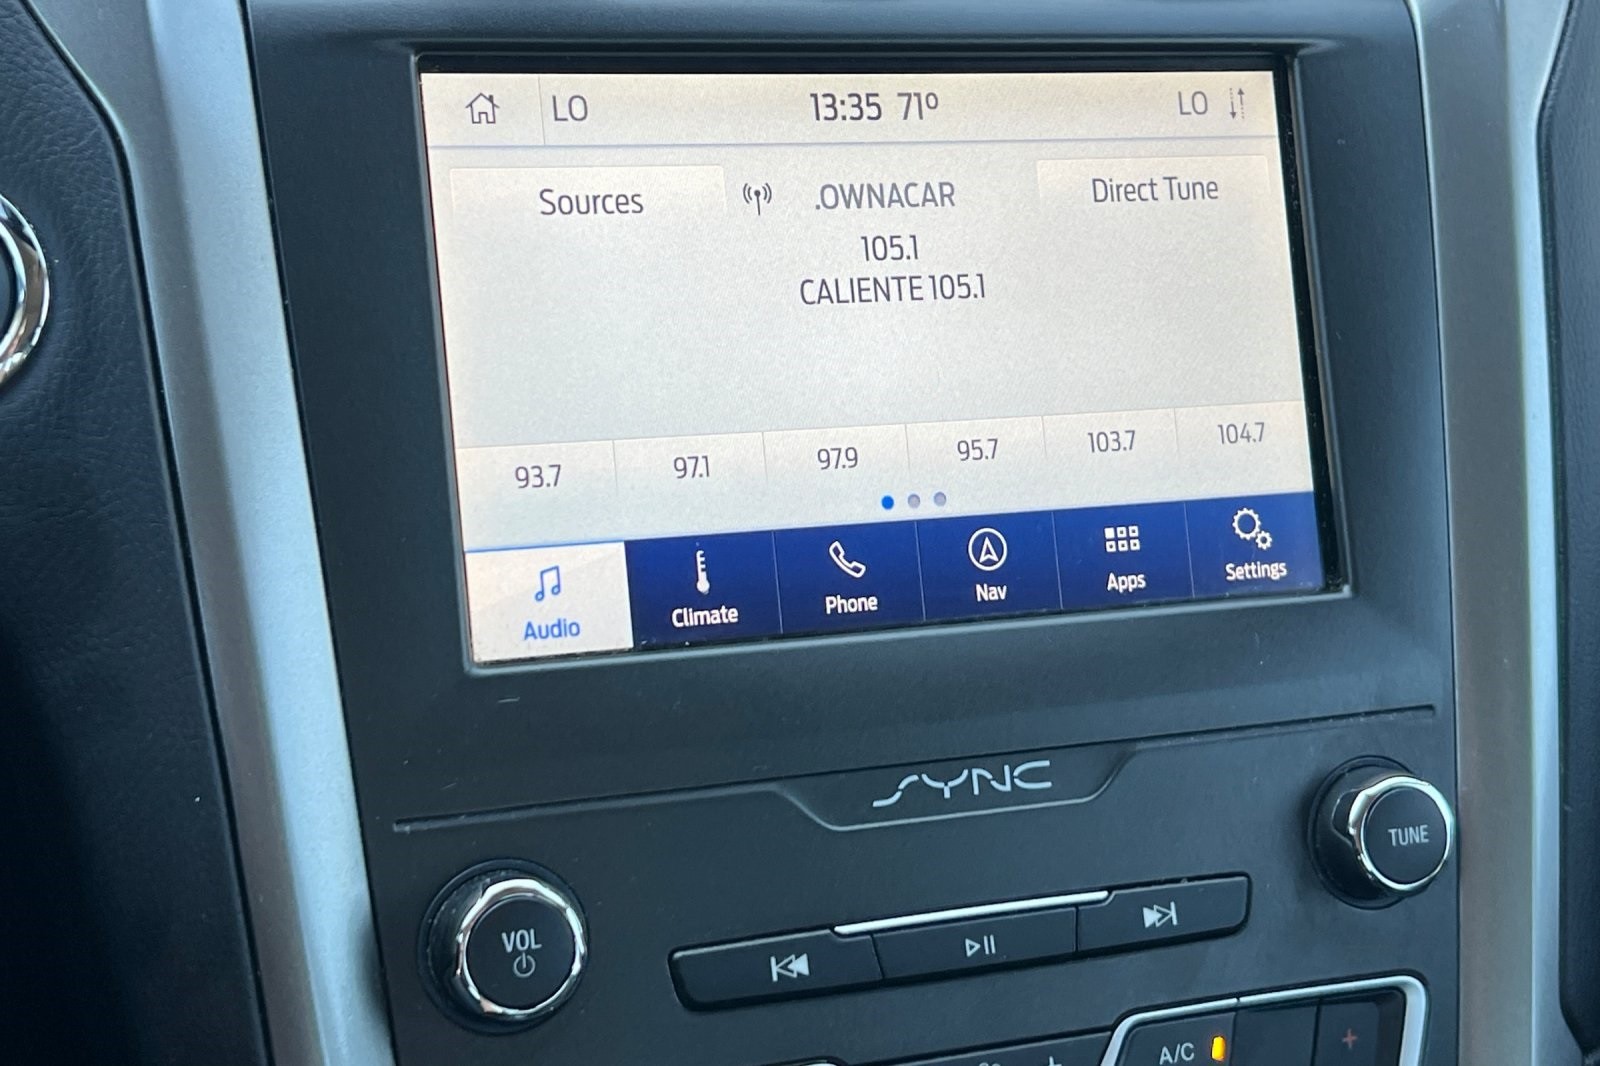 LO 13:35 71° LO
Sources .OWNACAR Direct Tune
105.1
CALIENTE 105.1
93.7 97.1 97.9 95.7 103.7 104.7
Audio Climate Phone Nav Apps Settings
SYNC
TUNE
VOL
A/C